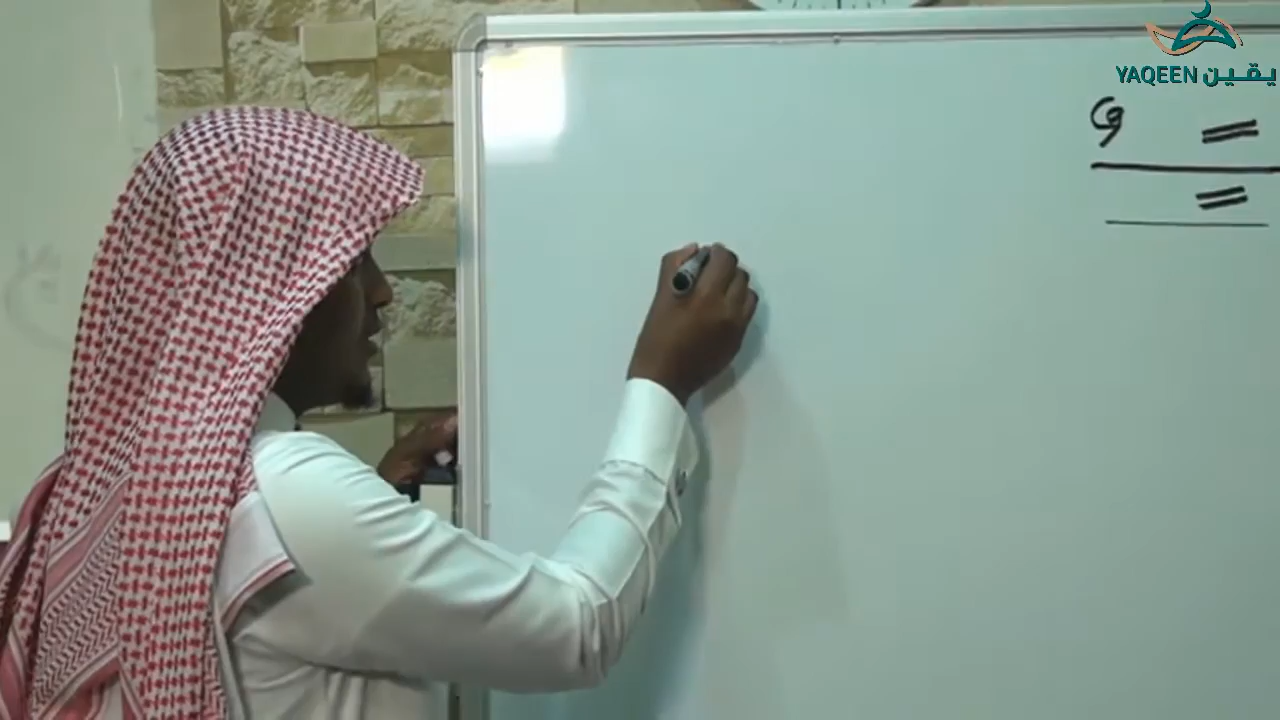 YAQEEN يقين
و =
=